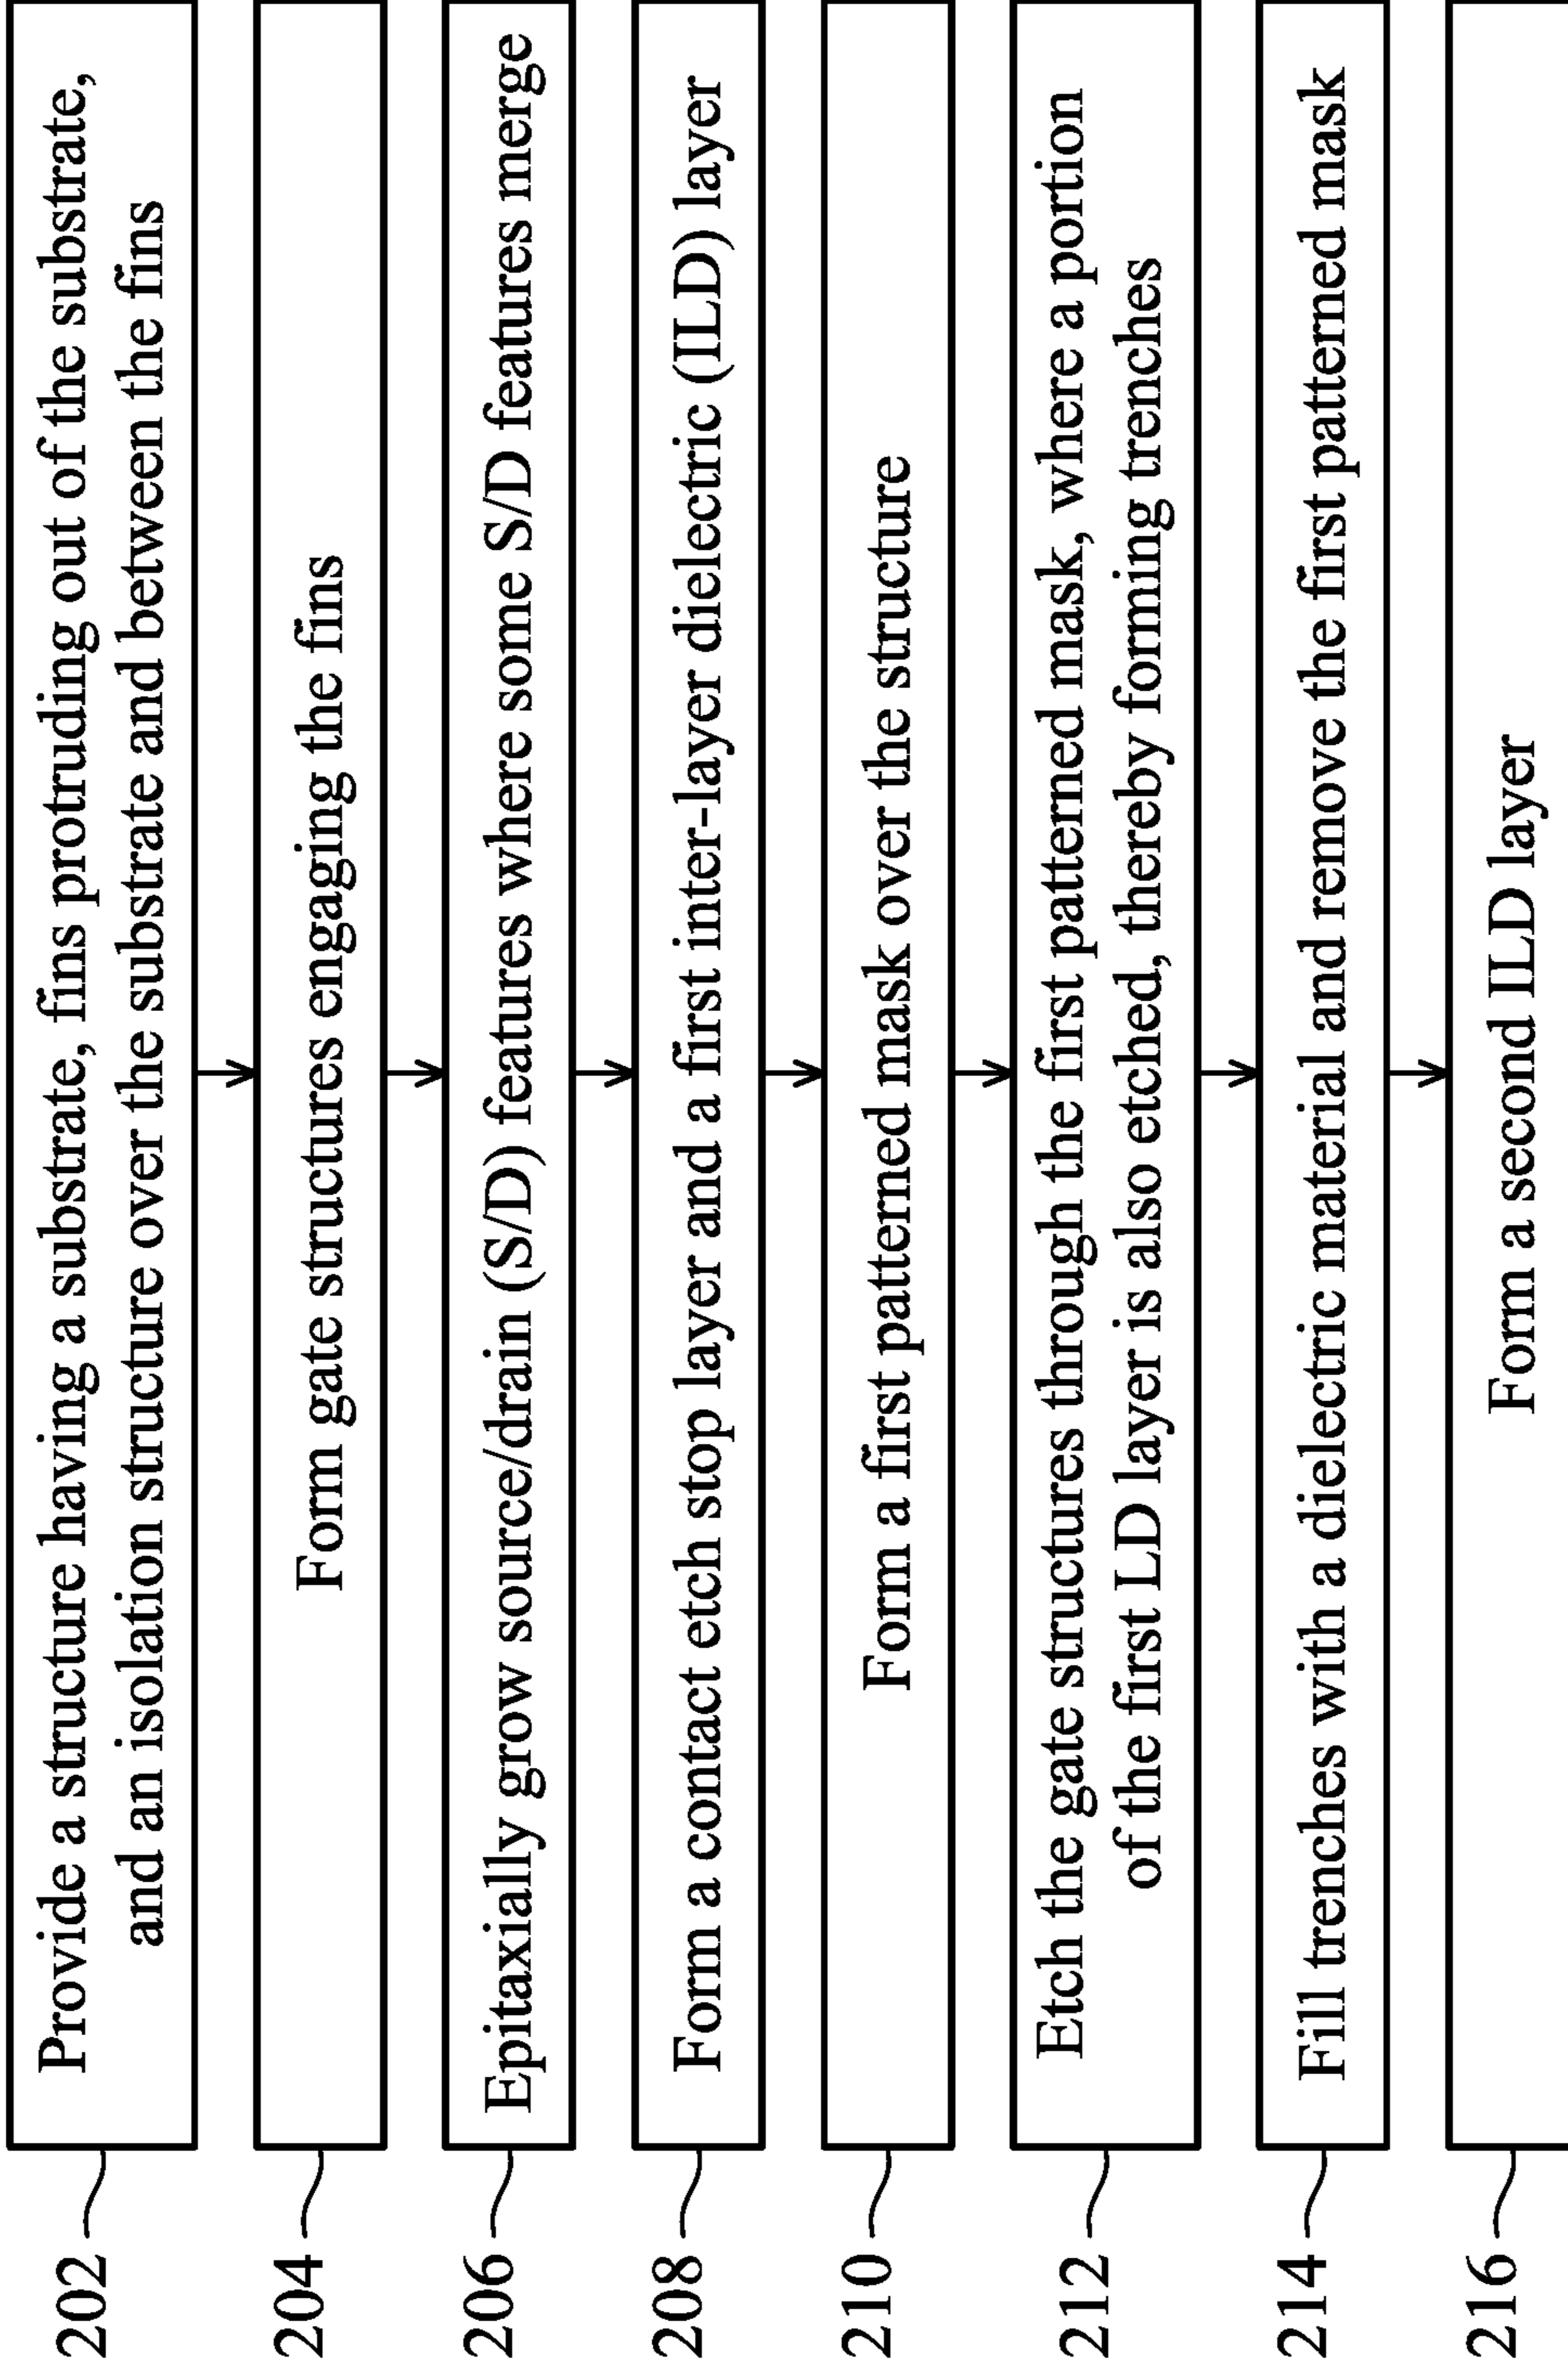 202
Provide a structure having a substrate, fins protruding out of the substrate,
and an isolation structure over the substrate and between the fins
204
Form gate structures engaging the fins
206
Epitaxially grow source/drain (S/D) features where some S/D features merge
208
Form a contact etch stop layer and a first inter-layer dielectric (ILD) layer
210
Form a first patterned mask over the structure
212
Etch the gate structures through the first patterned mask, where a portion
of the first LD layer is also etched, thereby forming trenches
214
Fill trenches with a dielectric material and remove the first patterned mask
216
Form a second ILD layer